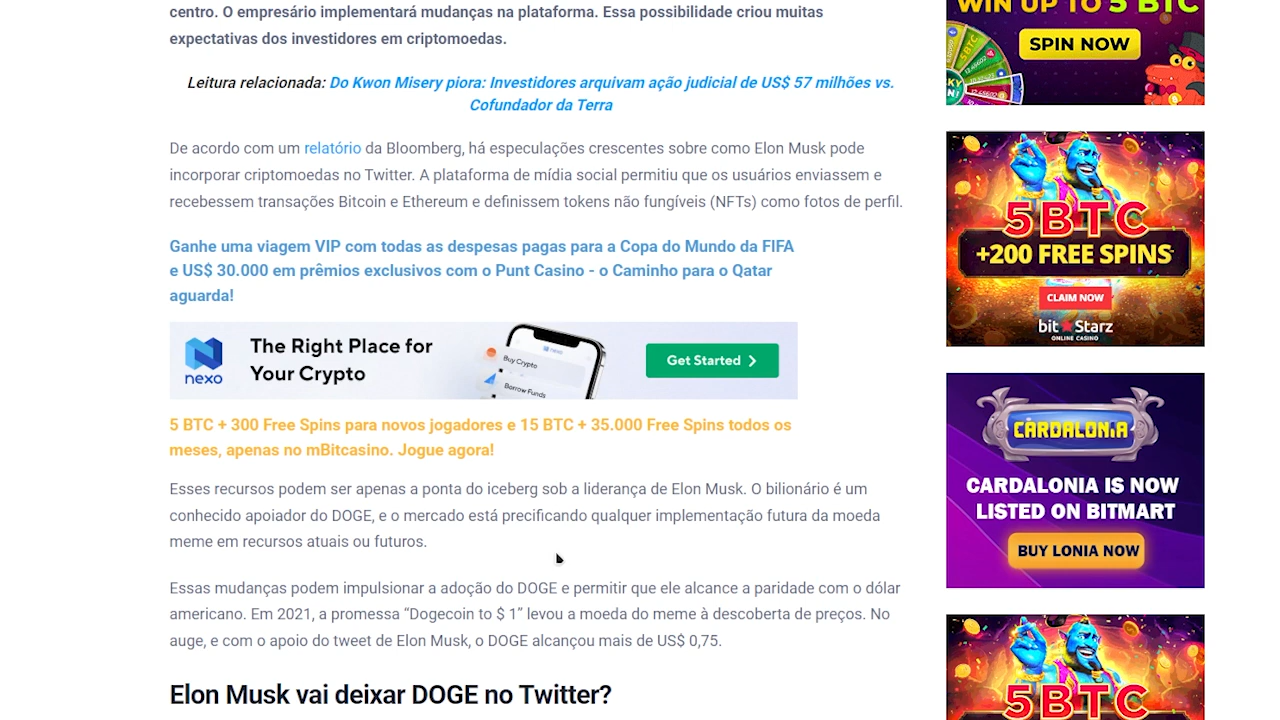 centro. O empresário implementará mudanças na plataforma. Essa possibilidade criou muitas
expectativas dos investidores em criptomoedas.
Leitura relacionada: Do Kwon Misery piora: Investidores arquivam ação judicial de US$ 57 milhões vs.
Cofundador da Terra
De acordo com um relatório da Bloomberg, há especulações crescentes sobre como Elon Musk pode
incorporar criptomoedas no Twitter. A plataforma de mídia social permitiu que os usuários enviassem e
recebessem transações Bitcoin e Ethereum e definissem tokens não fungíveis (NFTs) como fotos de perfil.
Ganhe uma viagem VIP com todas as despesas pagas para a Copa do Mundo da FIFA
e US$ 30.000 em prêmios exclusivos com o Punt Casino - o Caminho para o Qatar
aguarda!
nexo
The Right Place for
Your Crypto
nexo
Buy Crypto
Borrow Funds
Get Started
5 BTC + 300 Free Spins para novos jogadores e 15 BTC + 35.000 Free Spins todos os
meses, apenas no mBitcasino. Jogue agora!
Esses recursos podem ser apenas a ponta do iceberg sob a liderança de Elon Musk. O bilionário é um
conhecido apoiador do DOGE, e o mercado está precificando qualquer implementação futura da moeda
meme em recursos atuais ou futuros.
Essas mudanças podem impulsionar a adoção do DOGE e permitir que ele alcance a paridade com o dólar
americano. Em 2021, a promessa “Dogecoin to $ 1” levou a moeda do meme à descoberta de preços. No
auge, e com o apoio do tweet de Elon Musk, o DOGE alcançou mais de US$ 0,75.
Elon Musk vai deixar DOGE no Twitter?
WIN UP TO 5 BTC
SPIN NOW
5BTC
+200 FREE SPINS
CLAIM NOW
bitStarz
ONLINE CASINO
CARDALONIA
CARDALONIA IS NOW
LISTED ON BITMART
BUY LONIA NOW
5BTC